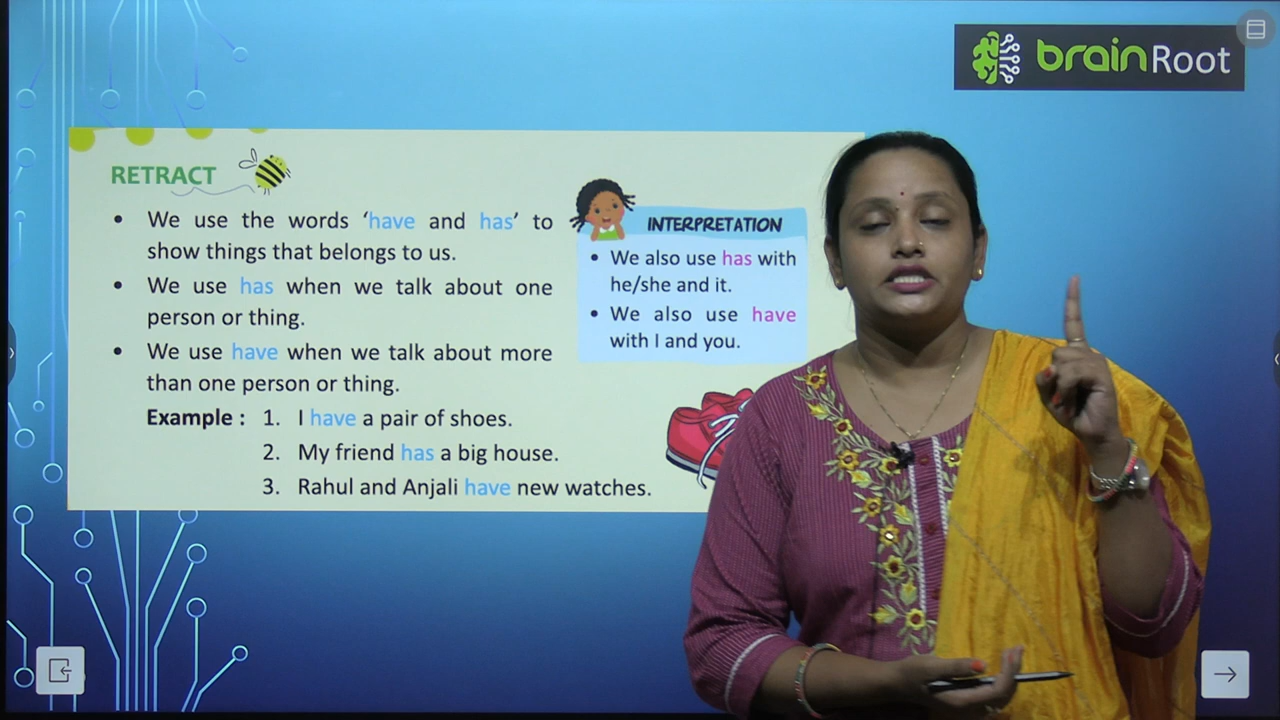 brainRoot
RETRACT
• We use the words ‘have and has’ to
show things that belongs to us.
• We use has when we talk about one
person or thing.
• We use have when we talk about more
than one person or thing.
Example : 1. I have a pair of shoes.
2. My friend has a big house.
3. Rahul and Anjali have new watches.
INTERPRETATION
• We also use has with
he/she and it.
• We also use have
with I and you.